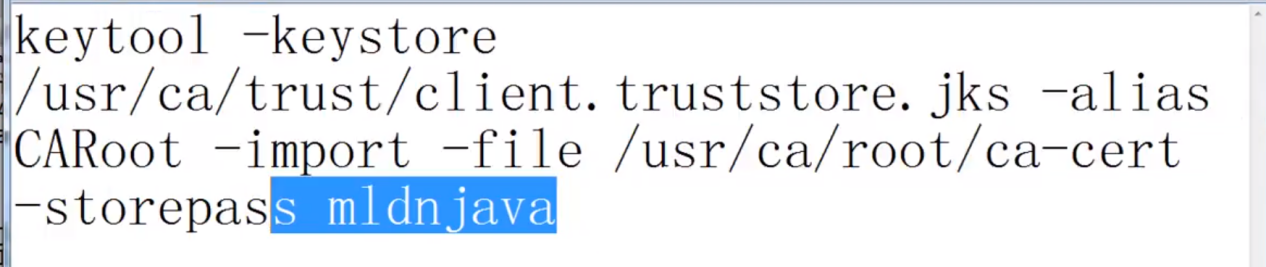 keytool -keystore
/usr/ca/trust/client.truststore.jks -alias
CARoot -import -file /usr/ca/root/ca-cert
-storepass mldnjava